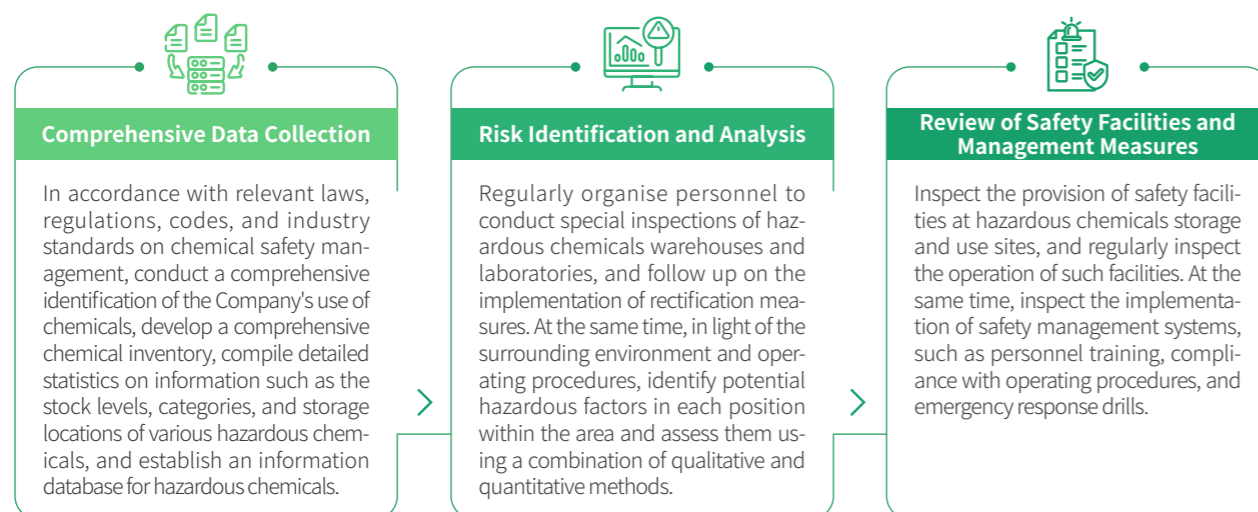 Comprehensive Data Collection
In accordance with relevant laws,
regulations, codes, and industry
standards on chemical safety man-
agement, conduct a comprehensive
identification of the Company's use of
chemicals, develop a comprehensive
chemical inventory, compile detailed
statistics on information such as the
stock levels, categories, and storage
locations of various hazardous chem-
icals, and establish an information
database for hazardous chemicals.
Risk Identification and Analysis
Regularly organise personnel to
conduct special inspections of haz-
ardous chemicals warehouses and
laboratories, and follow up on the
implementation of rectification mea-
sures. At the same time, in light of the
surrounding environment and oper-
ating procedures, identify potential
hazardous factors in each position
within the area and assess them us-
ing a combination of qualitative and
quantitative methods.
Review of Safety Facilities and
Management Measures
Inspect the provision of safety facili-
ties at hazardous chemicals storage
and use sites, and regularly inspect
the operation of such facilities. At the
same time, inspect the implementa-
tion of safety management systems,
such as personnel training, compli-
ance with operating procedures, and
emergency response drills.